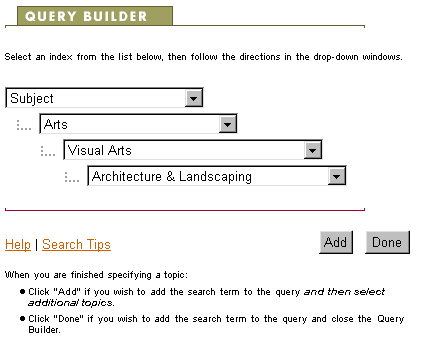 QUERY BUILDER
Select an index from the list below, then follow the directions in the drop-down windows.
Subject
Arts
Visual Arts
Architecture & Landscaping
Help | Search Tips
Add Done
When you are finished specifying a topic:
• Click "Add" if you wish to add the search term to the query and then select
additional topics.
• Click "Done" if you wish to add the search term to the query and close the Query
Builder.